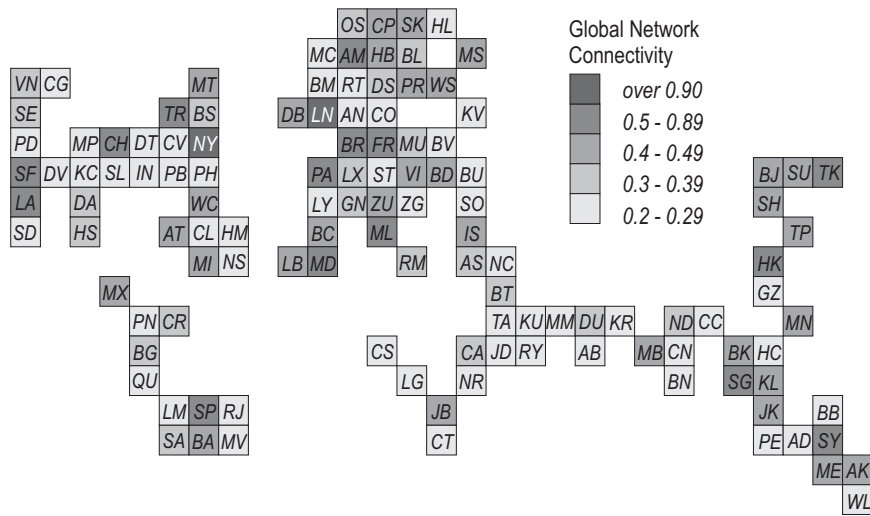 OS CP SK HL
Global Network
Connectivity
MC AM HB BL MS
VN CG MT BM RT DS PR WS over 0.90
SE TR BS DB LN AN CO KV 0.5 - 0.89
PD MP CH DT CV NY BR FR MU BV 0.4 - 0.49
SF DV KC SL IN PB PH PA LX ST VI BD BU 0.3 - 0.39 BJ SU TK
LA DA WC LY GN ZU ZG SO 0.2 - 0.29 SH
SD HS AT CL HM BC ML IS TP
MI NS LB MD RM AS NC HK
MX BT GZ
PN CR TA KU MM DU KR ND CC MN
BG CS CA JD RY AB MB CN BK HC
QU LG NR BN SG KL
LM SP RJ JB JK BB
SA BA MV CT PE AD SY
ME AK
WL